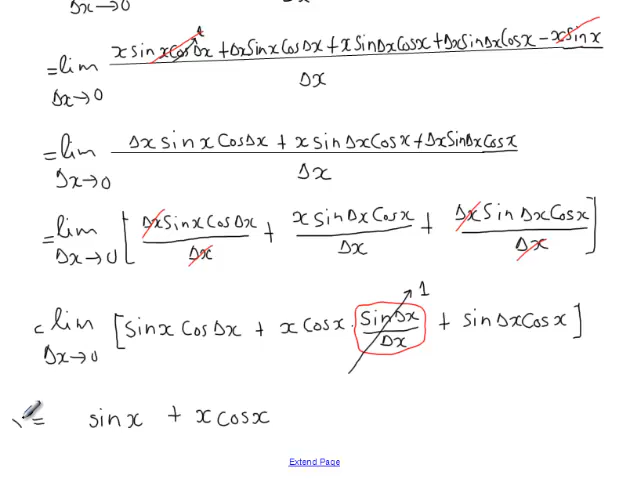 Δx→0 Δx
= lim Δx→0 (x sin x cos Δx + Δx sin x cos Δx + x sin Δx cos x + Δx sin Δx cos x − x sin x) / Δx
= lim Δx→0 (Δx sin x cos Δx + x sin Δx cos x + Δx sin Δx cos x) / Δx
= lim Δx→0 [ (Δx sin x cos Δx) / Δx + (x sin Δx cos x) / Δx + (Δx sin Δx cos x) / Δx ]
= lim Δx→0 [ sin x cos Δx + x cos x · (sin Δx) / Δx 1 + sin Δx cos x ]
= sin x + x cos x
Extend Page